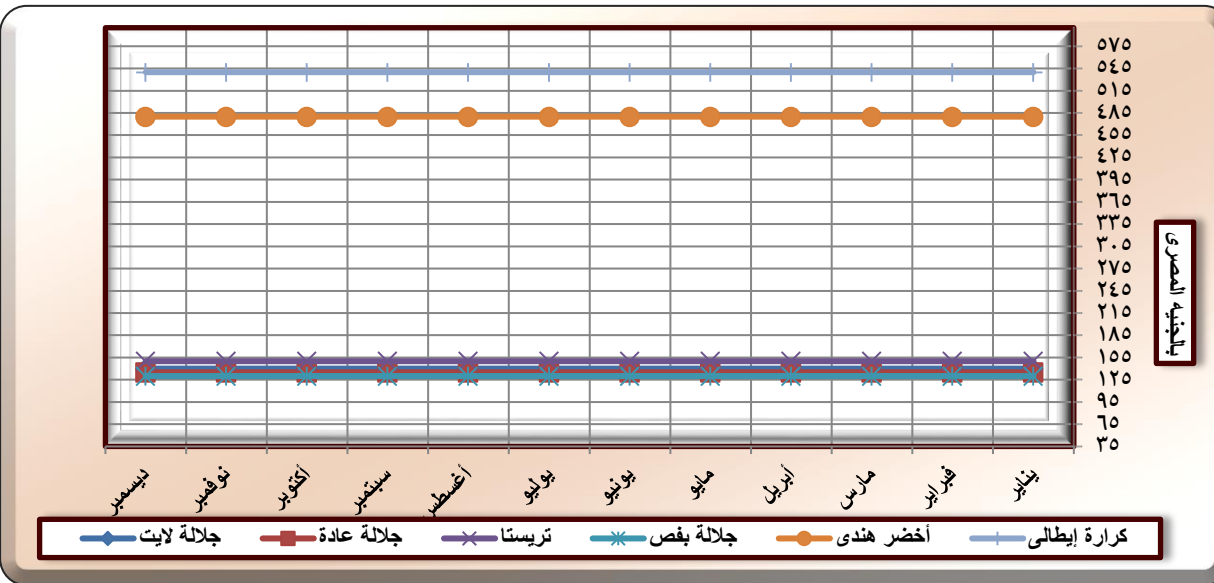 ٥٧٥
٥٤٥
٥١٥
٤٨٥
٤٥٥
٤٢٥
٣٩٥
٣٦٥
٣٣٥
٣٠٥
٢٧٥
٢٤٥
٢١٥
١٨٥
١٥٥
١٢٥
٩٥
٦٥
٣٥
بالجنيه المصرى
يناير
فبراير
مارس
أبريل
مايو
يونيو
يوليو
أغسطس
سبتمبر
أكتوبر
نوفمبر
ديسمبر
كرارة إيطالى أخضر هندى جلالة بفص تريستا جلالة عادة جلالة لايت